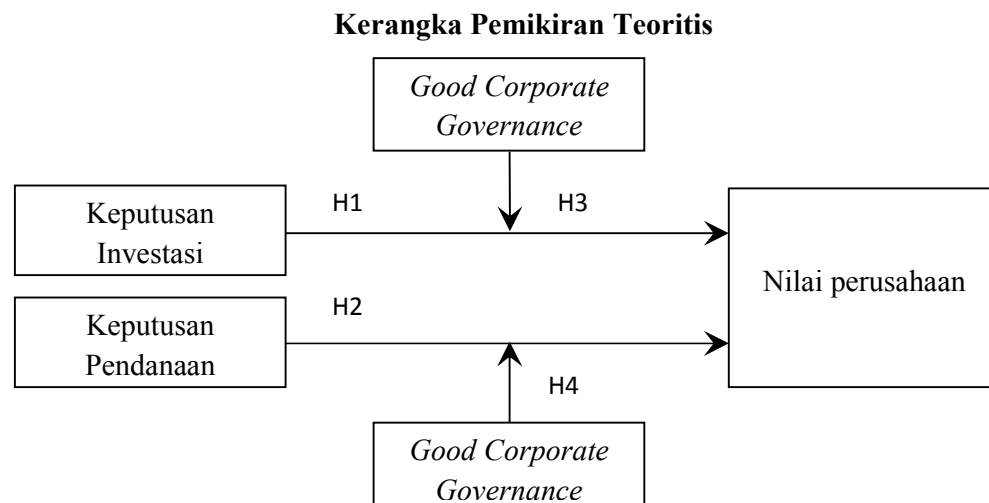 Kerangka Pemikiran Teoritis
Good Corporate
Governance
H1
H3
Keputusan
Investasi
Nilai perusahaan
H2
Keputusan
Pendanaan
H4
Good Corporate
Governance